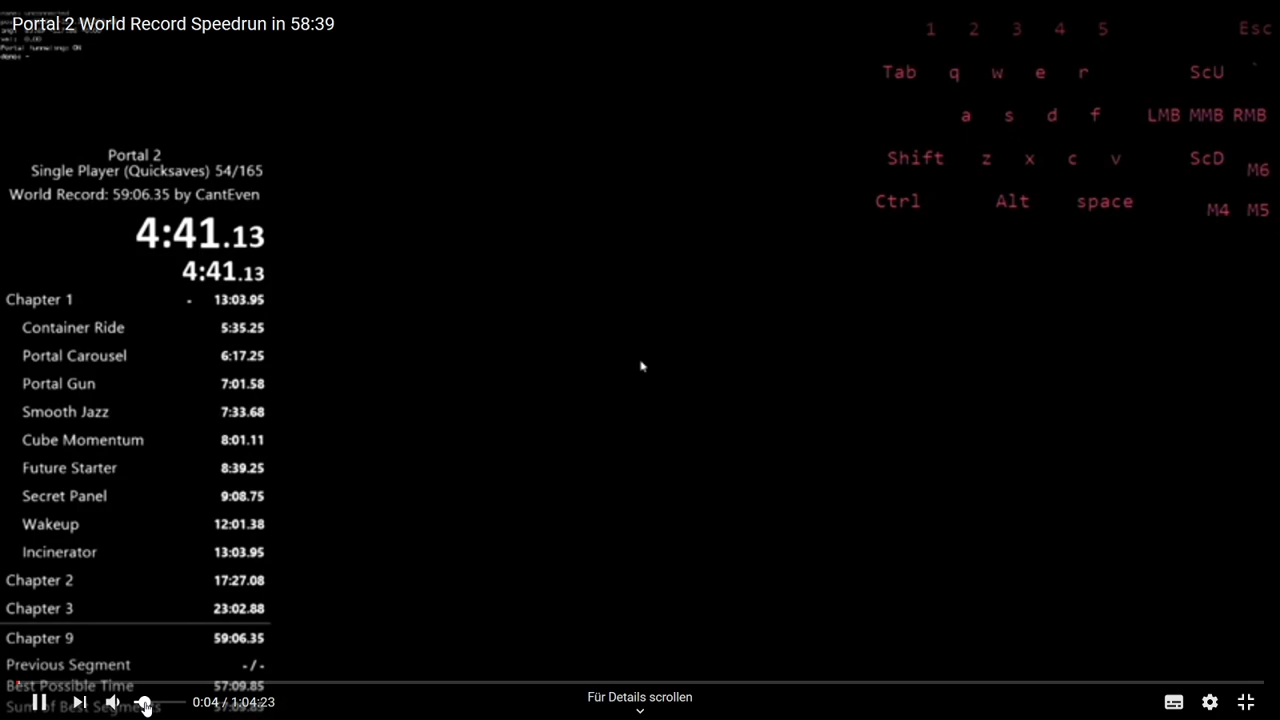 Portal 2 World Record Speedrun in 58:39
1 2 3 4 5 Esc
Tab q w e r ScU `
a s d f LMB MMB RMB
Shift z x c v ScD M6
Ctrl Alt space M4 M5
Portal 2
Single Player (Quicksaves) 54/165
World Record: 59:06.35 by CantEven
4:41.13
4:41.13
Chapter 1 - 13:03.95
Container Ride 5:35.25
Portal Carousel 6:17.25
Portal Gun 7:01.58
Smooth Jazz 7:33.68
Cube Momentum 8:01.11
Future Starter 8:39.25
Secret Panel 9:08.75
Wakeup 12:01.38
Incinerator 13:03.95
Chapter 2 17:27.08
Chapter 3 23:02.88
Chapter 9 59:06.35
Previous Segment - / -
Best Possible Time 57:09.85
Sum of Best Segments
0:04 / 1:04:23
Für Details scrollen